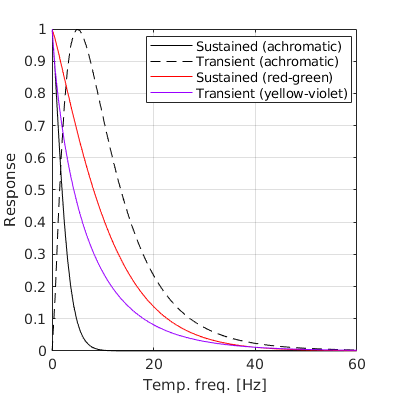 Sustained (achromatic)
Transient (achromatic)
Sustained (red-green)
Transient (yellow-violet)
Response
1
0.9
0.8
0.7
0.6
0.5
0.4
0.3
0.2
0.1
0
0 20 40 60
Temp. freq. [Hz]